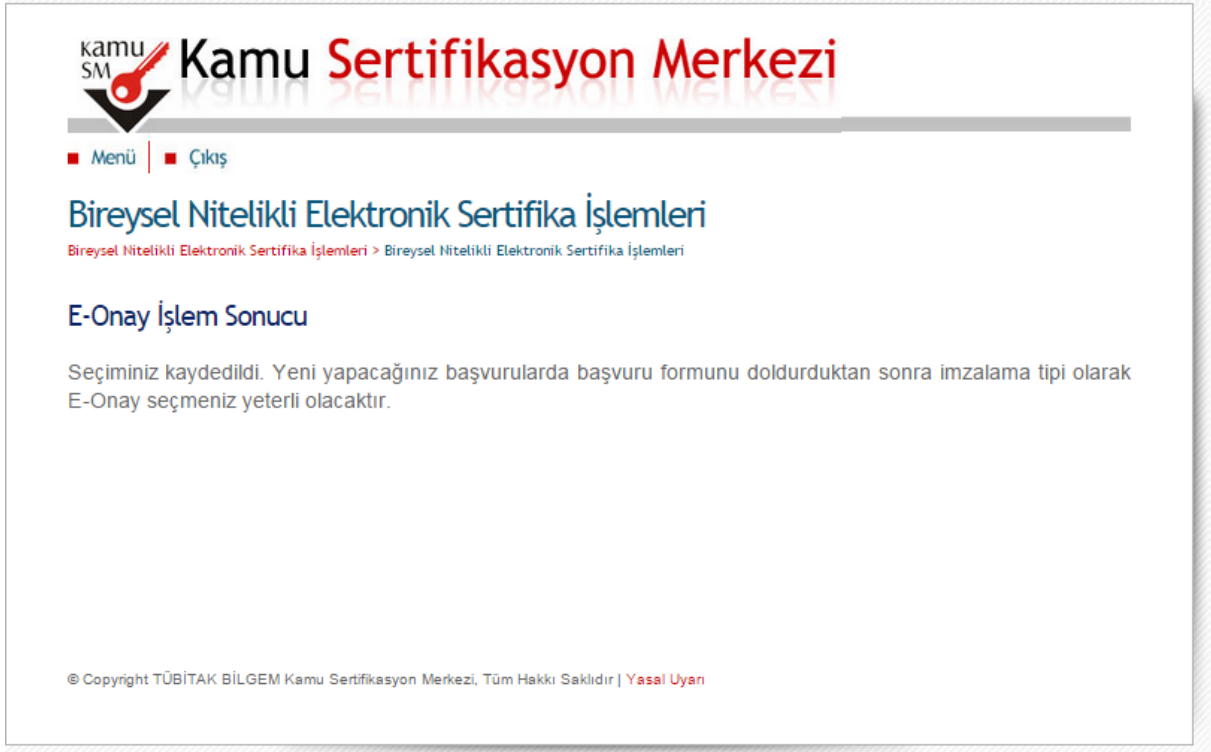 Kamu
SM
Kamu Sertifikasyon Merkezi
Menü
Çıkış
Bireysel Nitelikli Elektronik Sertifika İşlemleri
Bireysel Nitelikli Elektronik Sertifika İşlemleri > Bireysel Nitelikli Elektronik Sertifika İşlemleri
E-Onay İşlem Sonucu
Seçiminiz kaydedildi. Yeni yapacağınız başvurularda başvuru formunu doldurduktan sonra imzalama tipi olarak
E-Onay seçmeniz yeterli olacaktır.
© Copyright TÜBİTAK BİLGEM Kamu Sertifikasyon Merkezi, Tüm Hakkı Saklıdır | Yasal Uyarı